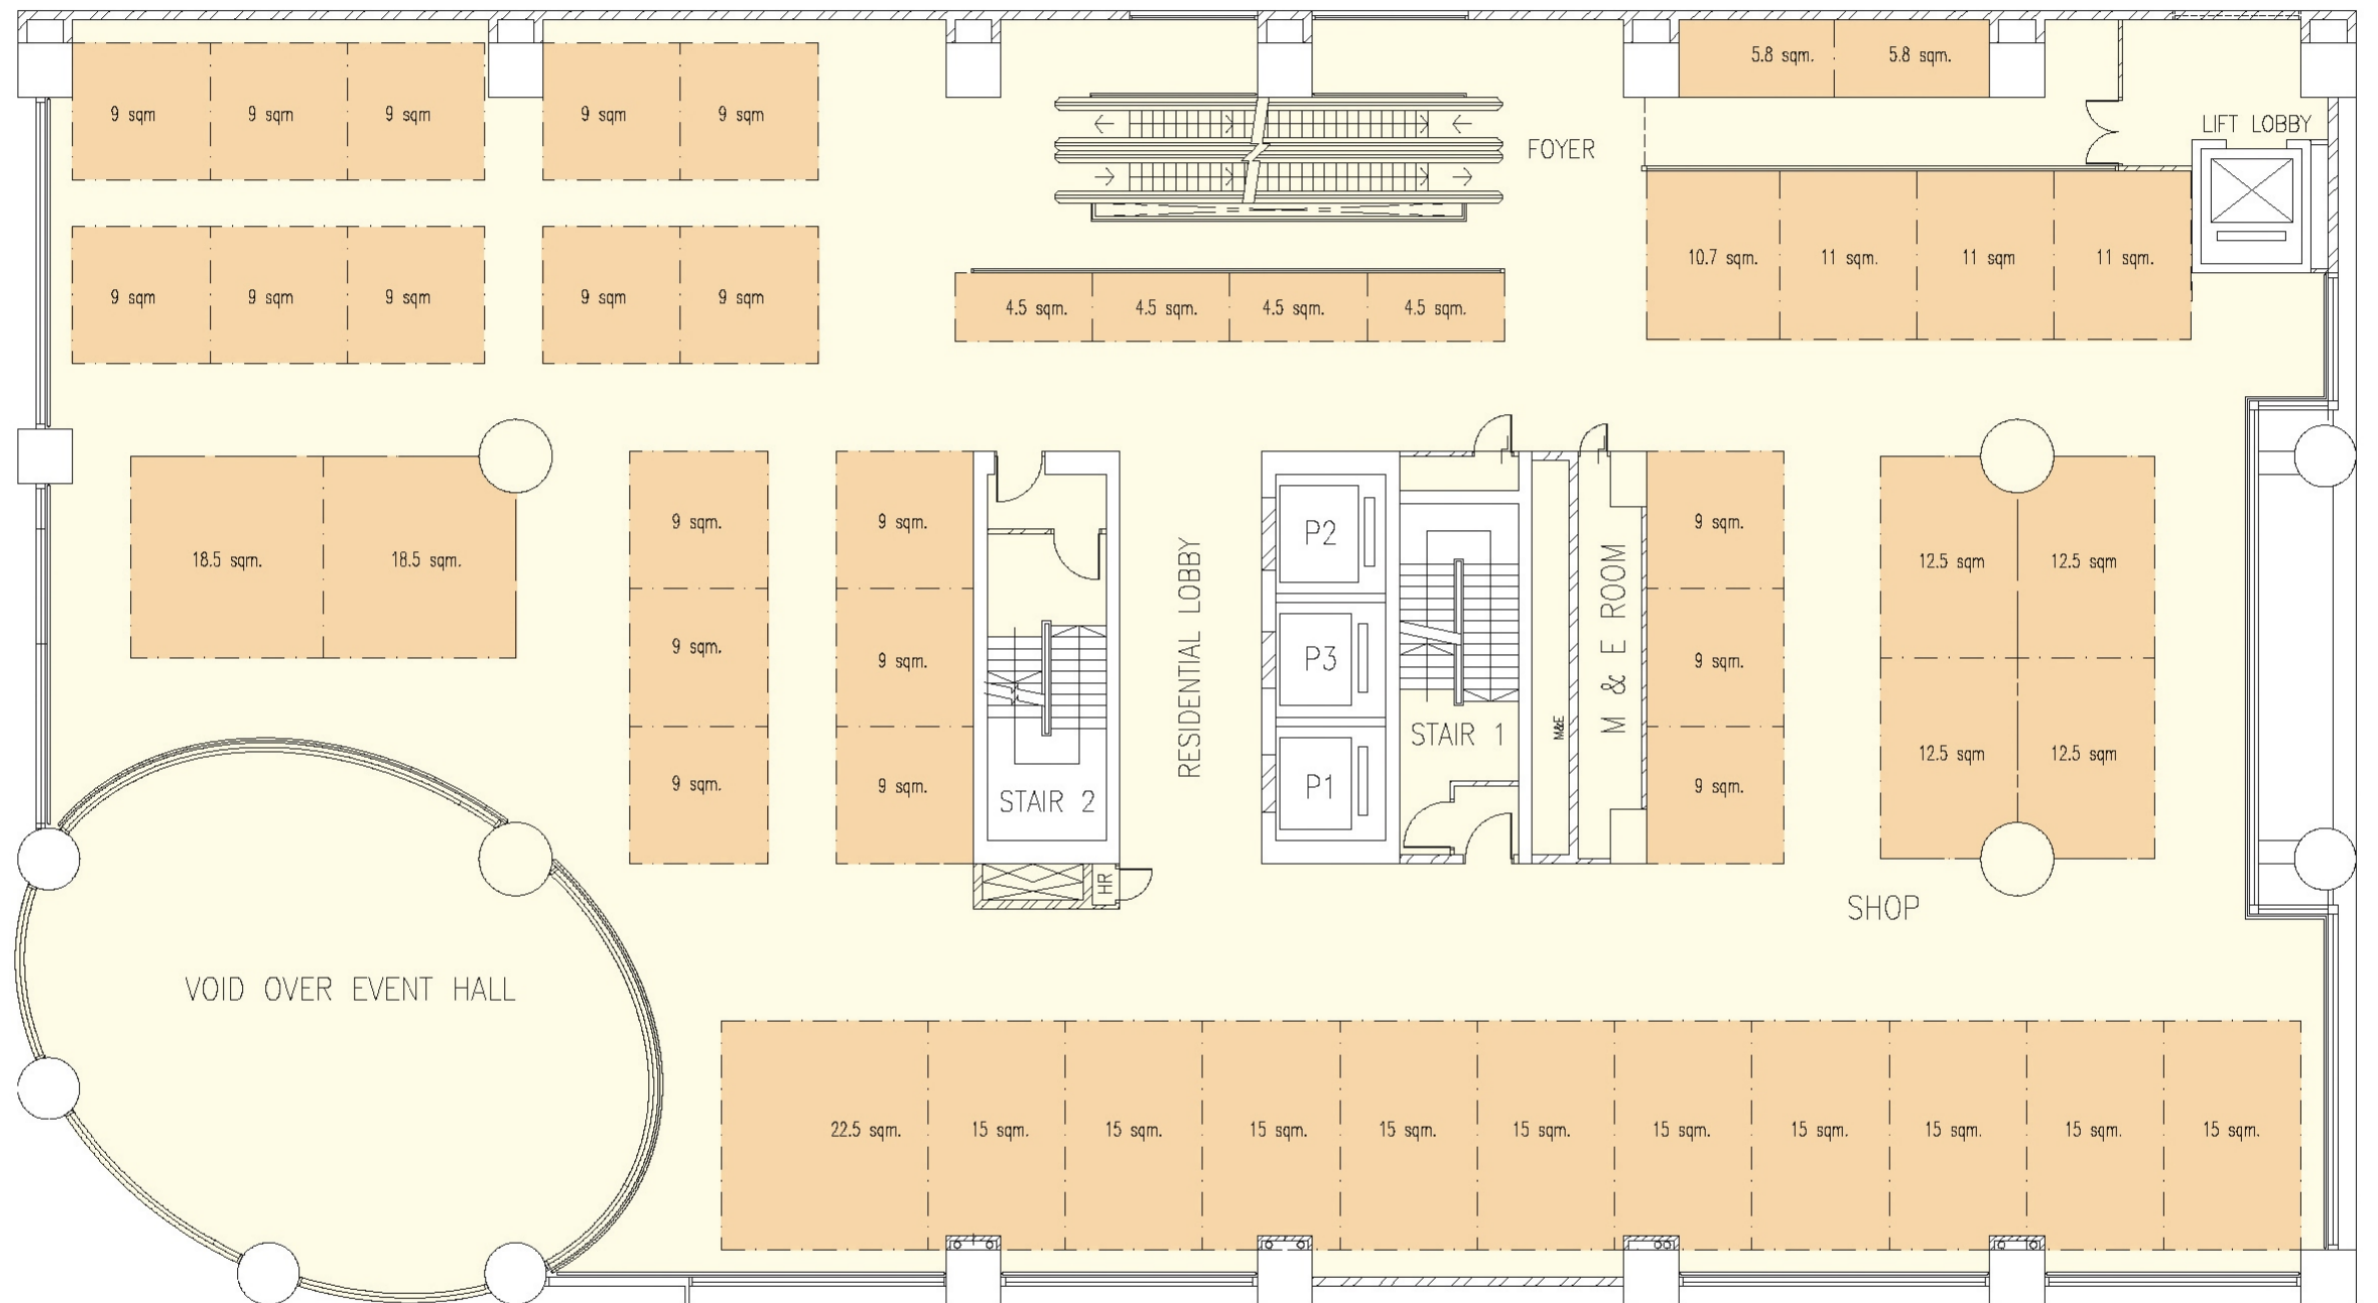 5.8 sqm.
5.8 sqm.
9 sqm
9 sqm
9 sqm
9 sqm
9 sqm
LIFT LOBBY
FOYER
10.7 sqm.
11 sqm.
11 sqm
11 sqm.
9 sqm
9 sqm
9 sqm
9 sqm
9 sqm
4.5 sqm.
4.5 sqm.
4.5 sqm.
4.5 sqm.
18.5 sqm.
18.5 sqm.
9 sqm.
9 sqm.
9 sqm.
9 sqm.
9 sqm.
9 sqm.
STAIR 2
HR
RESIDENTIAL LOBBY
P2
P3
P1
STAIR 1
M&E
M & E ROOM
9 sqm.
9 sqm.
9 sqm.
12.5 sqm
12.5 sqm
12.5 sqm
12.5 sqm
SHOP
VOID OVER EVENT HALL
22.5 sqm.
15 sqm.
15 sqm.
15 sqm.
15 sqm.
15 sqm.
15 sqm.
15 sqm.
15 sqm.
15 sqm.
15 sqm.